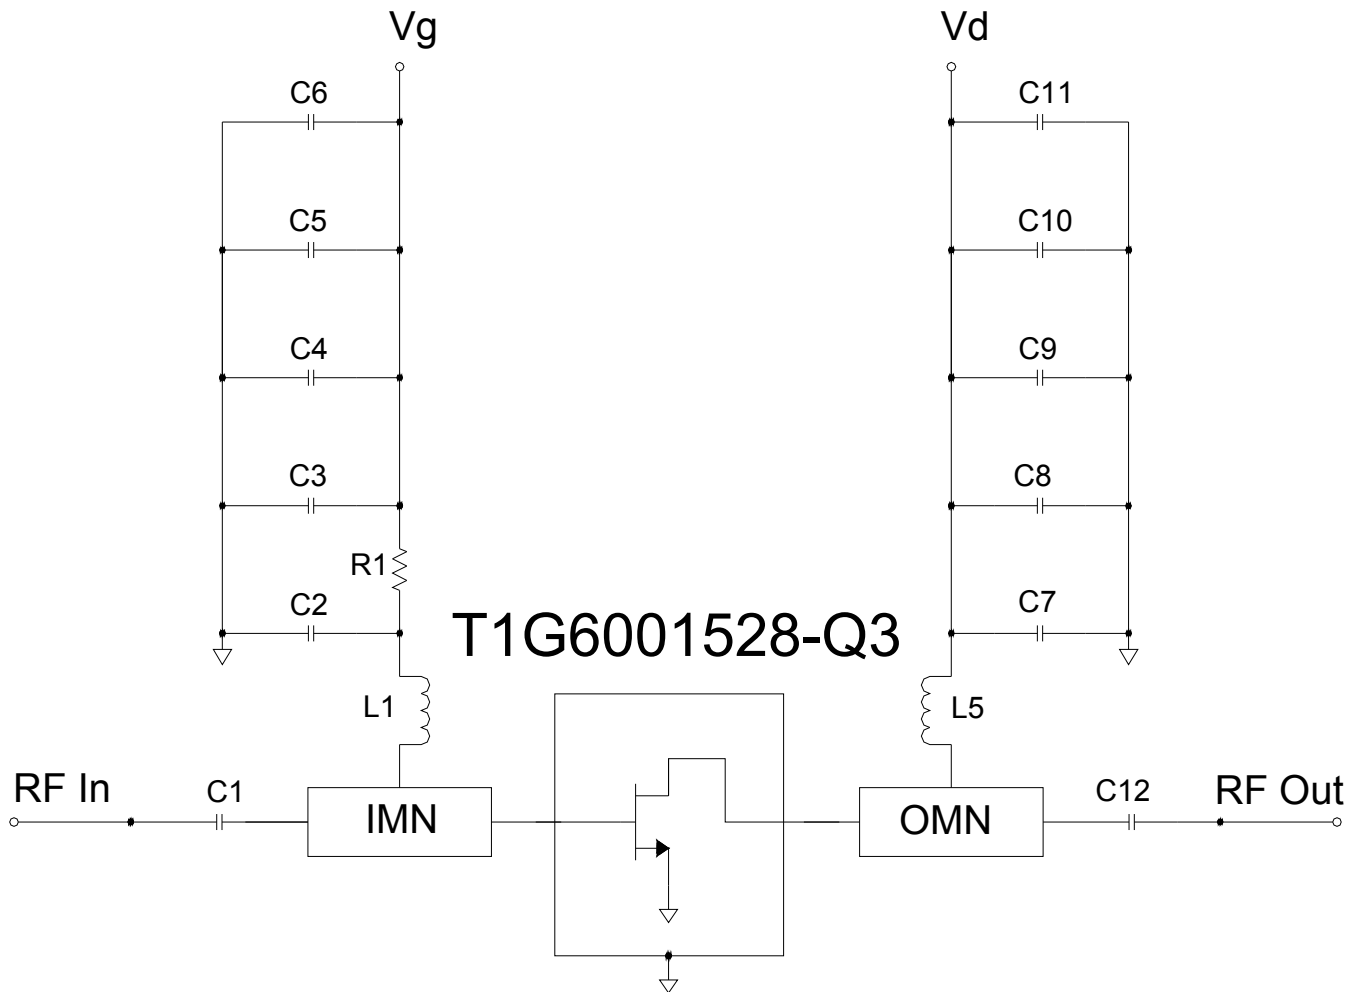 Vg
Vd
C6
C11
C5
C10
C4
C9
C3
C8
R1
C2
C7
T1G6001528-Q3
L1
L5
RF In
C1
IMN
OMN
C12
RF Out